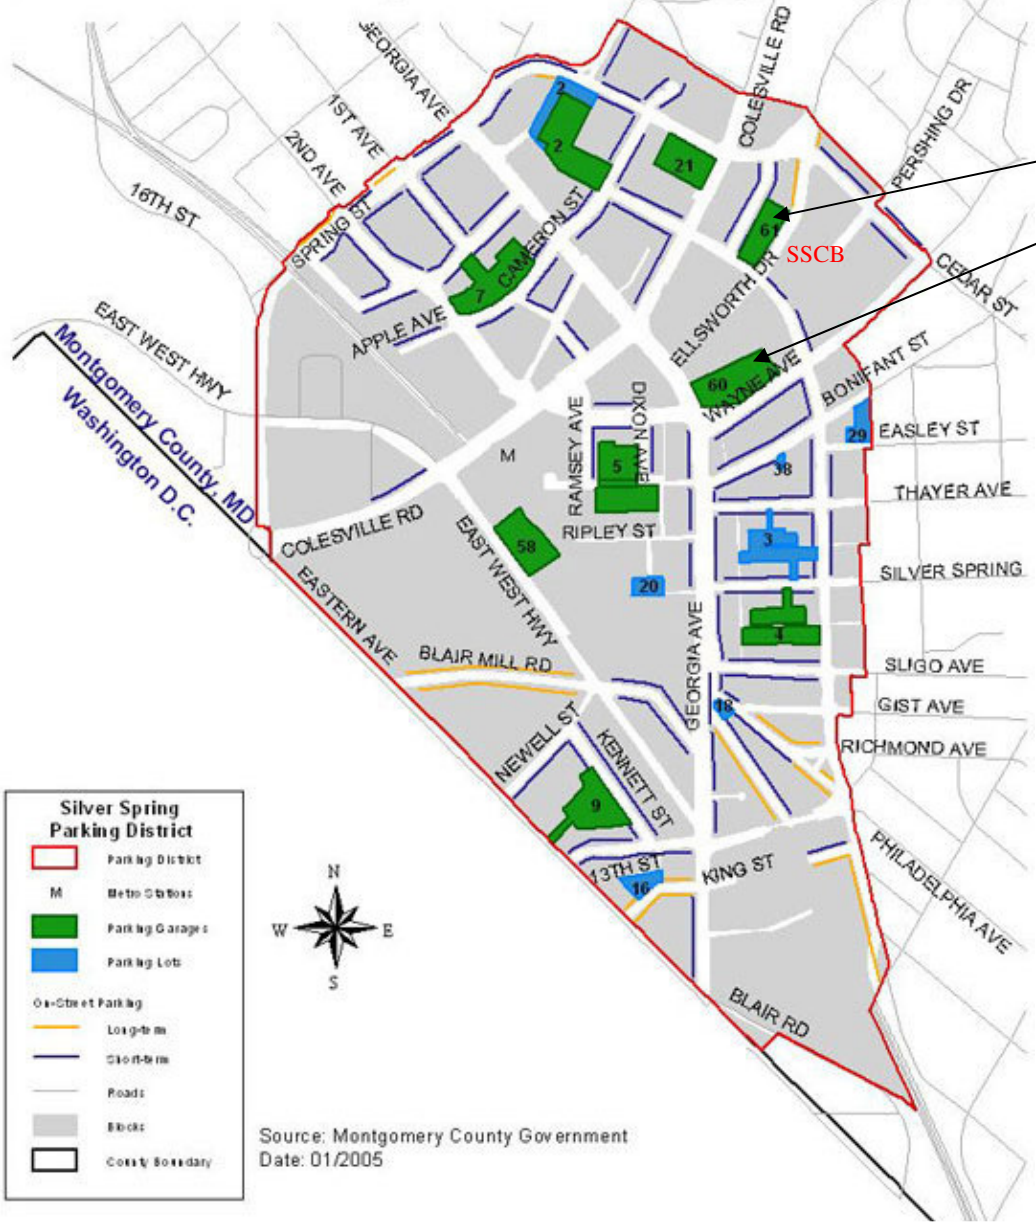 COLESVILLE RD
GEORGIA AVE
1ST AVE
2ND AVE
16TH ST
SPRING ST
2
2
21
PERSHING DR
61
SSCB
CAMERON ST
7
APPLE AVE
ELLSWORTH DR
CEDAR ST
EAST WEST HWY
Montgomery County, MD
Washington D.C.
60
WAYNE AVE
BONIFANT ST
DIXON AVE
RAMSEY AVE
29
EASLEY ST
M
5
38
THAYER AVE
COLESVILLE RD
EAST WEST HWY
58
RIPLEY ST
3
20
SILVER SPRING
EASTERN AVE
4
BLAIR MILL RD
GEORGIA AVE
SLIGO AVE
18
GIST AVE
NEWELL ST
KENNETT ST
RICHMOND AVE
9
13TH ST
16
KING ST
PHILADELPHIA AVE
BLAIR RD
N
W
E
S
Silver Spring
Parking District
Parking District
M Metro Stations
Parking Garages
Parking Lots
On-Street Parking
Long-term
Short-term
Roads
Blocks
County Boundary
Source: Montgomery County Government
Date: 01/2005